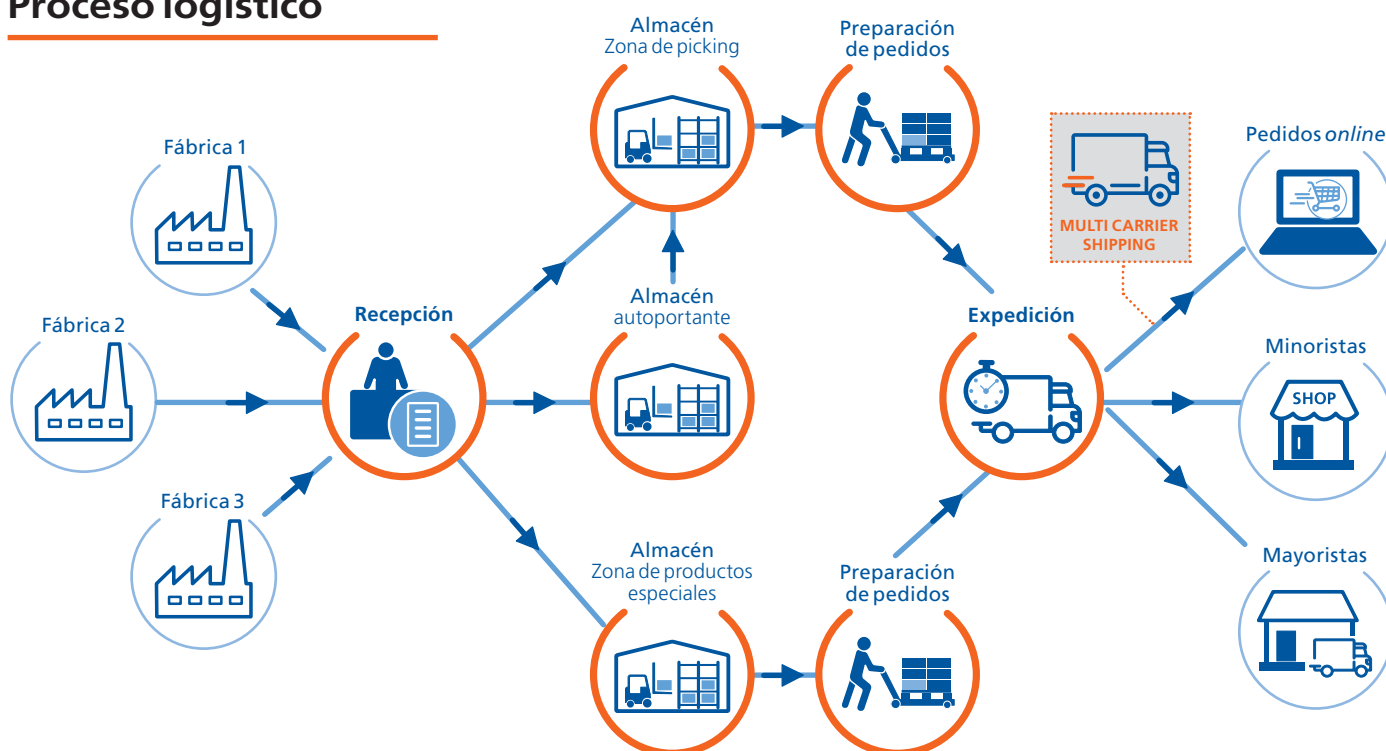 Proceso logístico
Almacén
Zona de picking
Preparación
de pedidos
Fábrica 1
Pedidos online
MULTI CARRIER
SHIPPING
Fábrica 2
Recepción
Almacén
autoportante
Expedición
Minoristas
SHOP
Fábrica 3
Almacén
Zona de productos
especiales
Preparación
de pedidos
Mayoristas